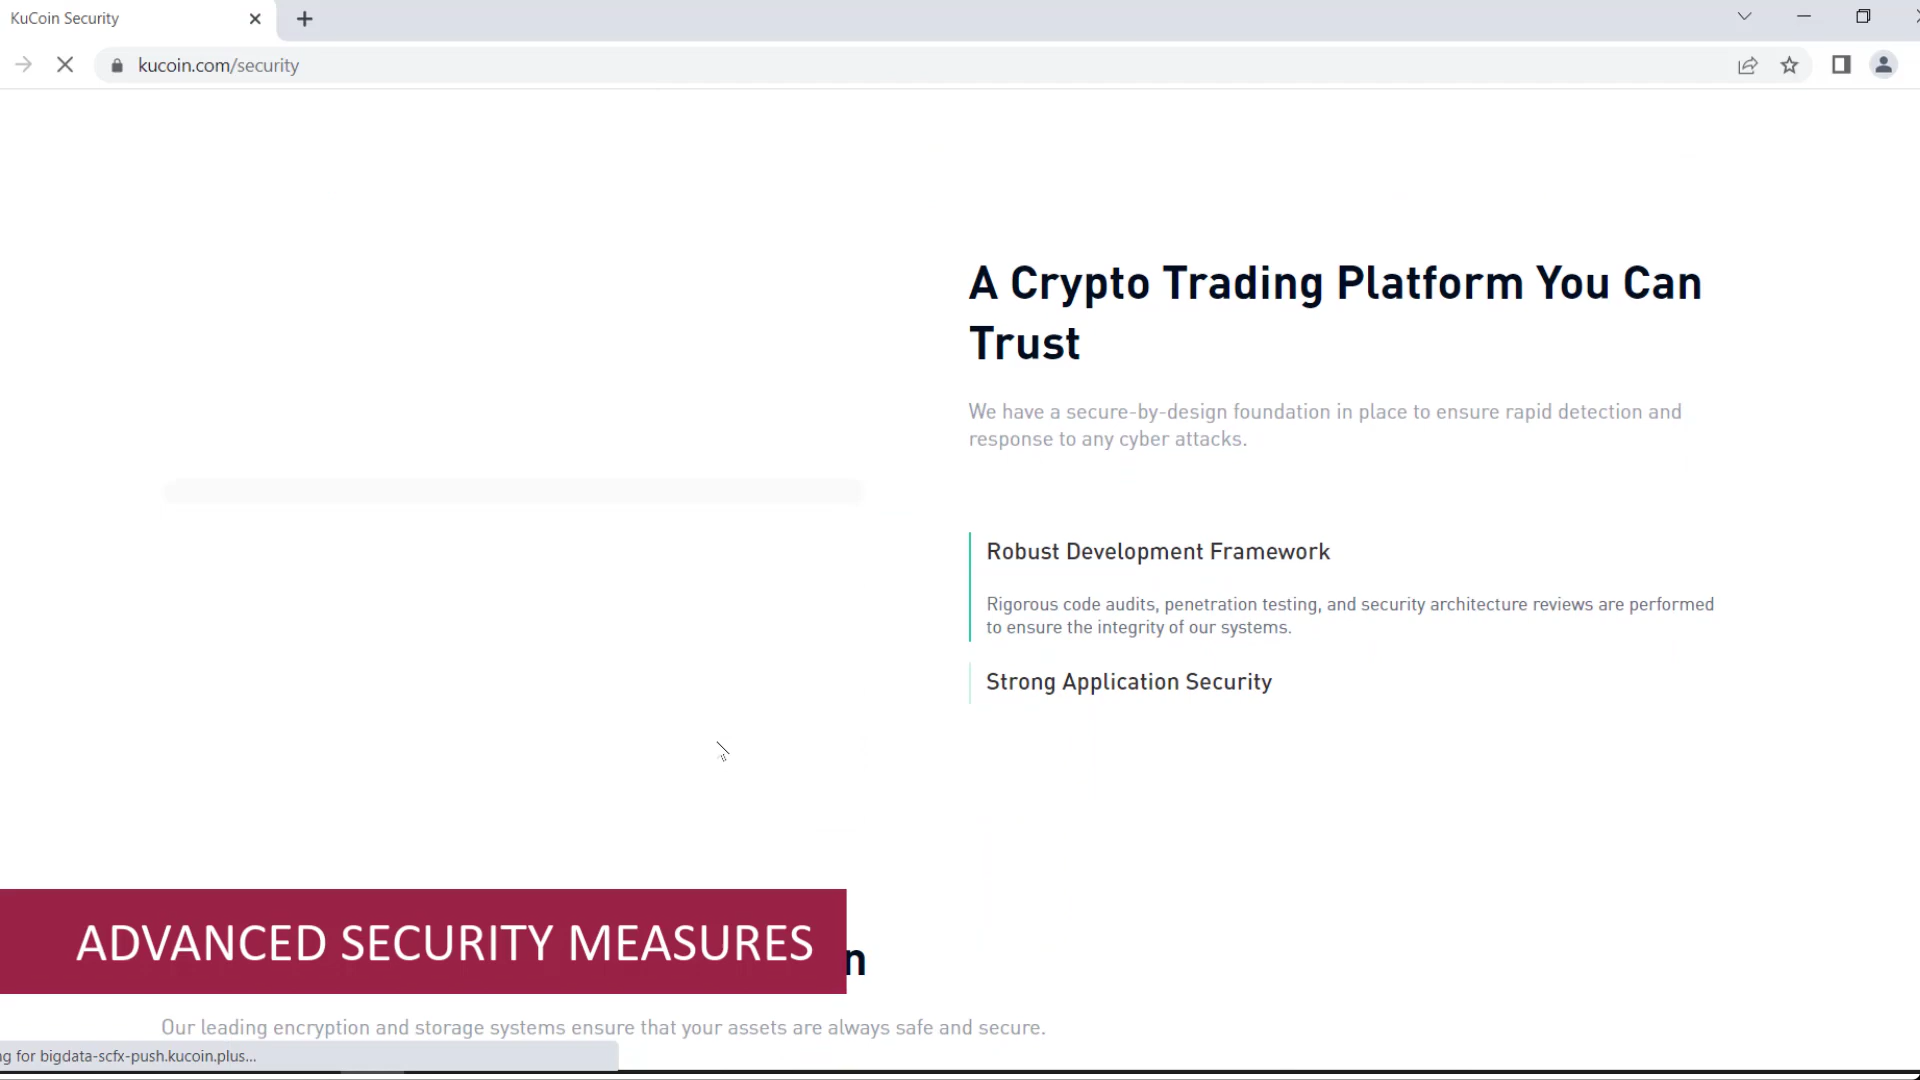 KuCoin Security
kucoin.com/security
A Crypto Trading Platform You Can
Trust
We have a secure-by-design foundation in place to ensure rapid detection and
response to any cyber attacks.
Robust Development Framework
Rigorous code audits, penetration testing, and security architecture reviews are performed
to ensure the integrity of our systems.
Strong Application Security
ADVANCED SECURITY MEASURES
n
Our leading encryption and storage systems ensure that your assets are always safe and secure.
ng for bigdata-scfx-push.kucoin.plus...